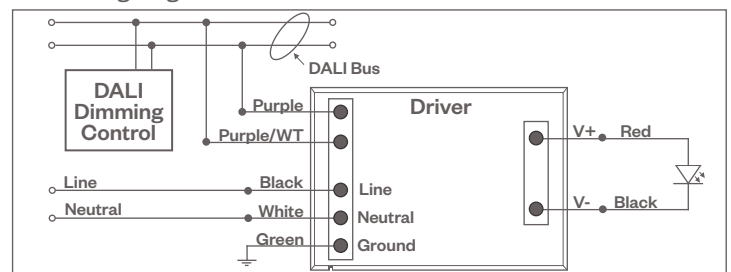 DALI Bus
DALI
Dimming
Control
Driver
Purple
Purple/WT
Line
Black
Line
Neutral
White
Neutral
Green
Ground
V+
Red
V-
Black